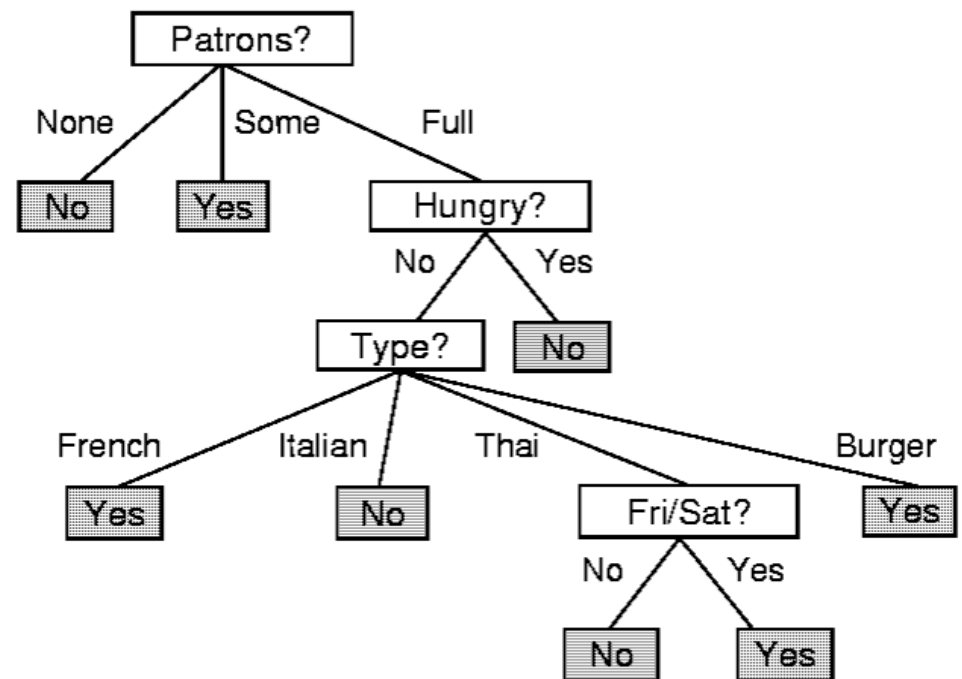 Patrons?
None Some Full
No Yes Hungry?
No Yes
Type? No
French Italian Thai Burger
Yes No Fri/Sat? Yes
No Yes
No Yes